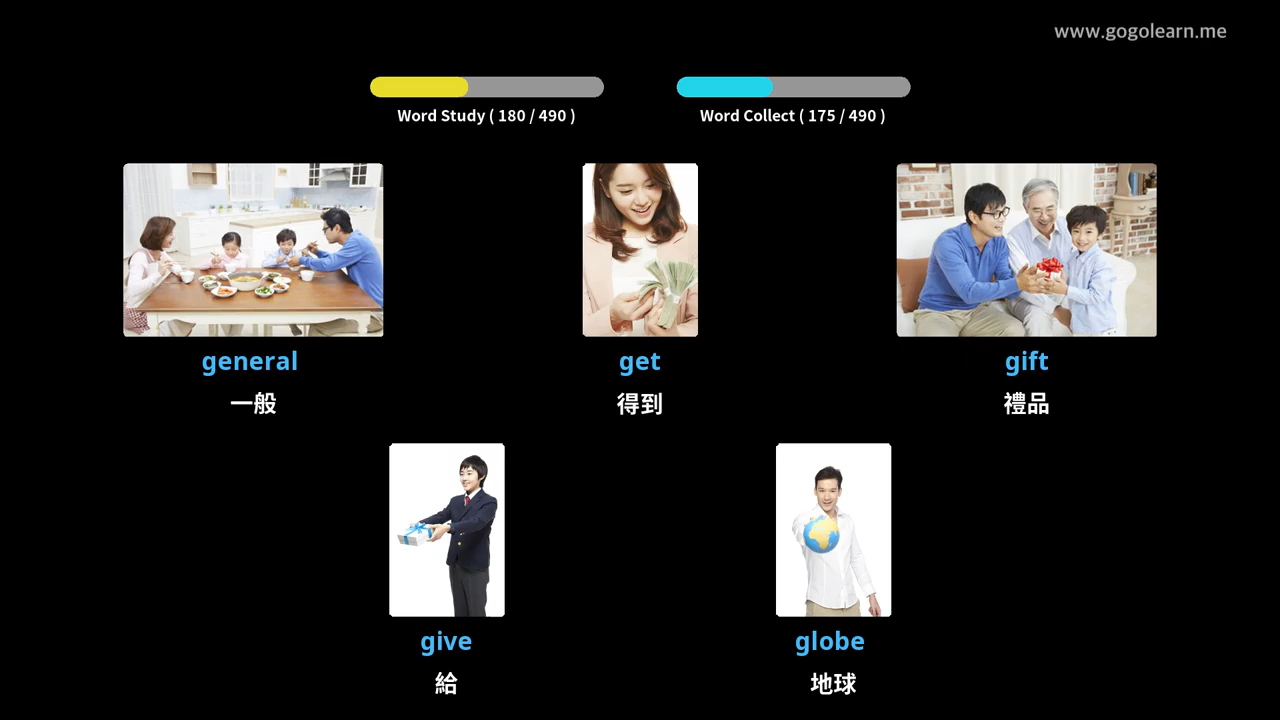 www.gogolearn.me
Word Study ( 180 / 490 )
Word Collect ( 175 / 490 )
general
get
gift
一般
得到
禮品
give
globe
給
地球